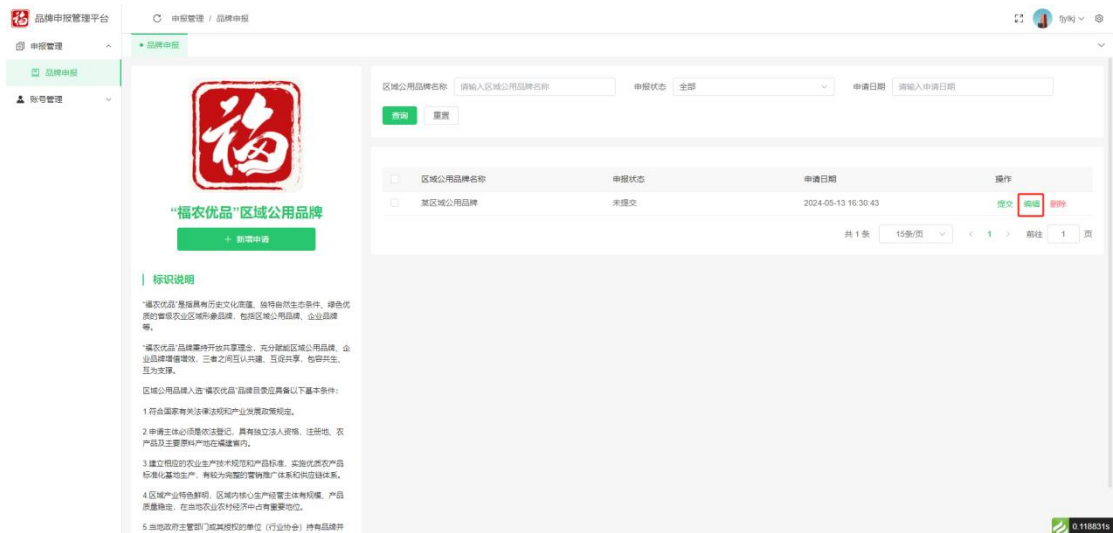 福 品牌申报管理平台
申报管理 / 品牌申报
fjylkj
申报管理
品牌申报
账号管理
• 品牌申报
福
“福农优品”区域公用品牌
+ 新增申请
标识说明
“福农优品”是指具有历史文化底蕴、独特自然生态条件、绿色优
质的省级农业区域形象品牌，包括区域公用品牌、企业品牌
等。
“福农优品”品牌秉持开放共享理念，充分赋能区域公用品牌、企
业品牌增值增效，三者之间互认共建、互促共享、包容共生、
互为支撑。
区域公用品牌入选“福农优品”品牌目录应具备以下基本条件：
1.符合国家有关法律法规和产业发展政策规定。
2.申请主体必须是依法登记，具有独立法人资格，注册地、农
产品及主要原料产地在福建省内。
3.建立相应的农业生产技术规范和产品标准，实施优质农产品
标准化基地生产，有较为完整的营销推广体系和供应链体系。
4.区域产业特色鲜明，区域内核心生产经营主体有规模，产品
质量稳定，在当地农业农村经济中占有重要地位。
5.当地政府主管部门或其授权的单位（行业协会）持有品牌并
区域公用品牌名称 请输入区域公用品牌名称 申报状态 全部 申请日期 请输入申请日期
查询 重置
区域公用品牌名称 申报状态 申请日期 操作
某区域公用品牌 未提交 2024-05-13 16:30:43 提交 编辑 删除
共 1 条 15条/页 < 1 > 前往 1 页
0.118831s